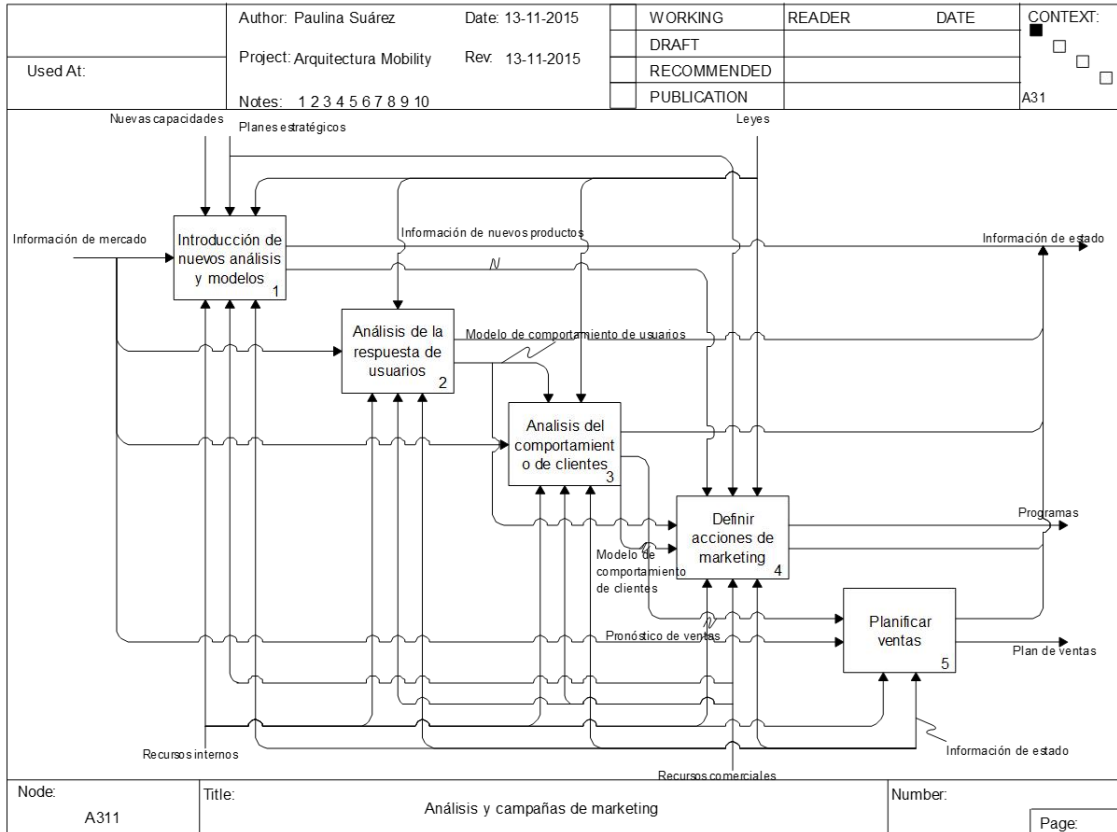 Used At:
Author: Paulina Suárez
Date: 13-11-2015
Project: Arquitectura Mobility
Rev: 13-11-2015
Notes: 1 2 3 4 5 6 7 8 9 10
WORKING
DRAFT
RECOMMENDED
PUBLICATION
READER
DATE
CONTEXT:
A31
Nuevas capacidades
Planes estratégicos
Leyes
Información de mercado
Introducción de
nuevos análisis
y modelos
1
Información de nuevos productos
Información de estado
Análisis de la
respuesta de
usuarios
2
Modelo de comportamiento de usuarios
Analisis del
comportamient
o de clientes
3
Definir
acciones de
marketing
4
Programas
Modelo de
comportamiento
de clientes
Planificar
ventas
5
Pronóstico de ventas
Plan de ventas
Recursos internos
Información de estado
Recursos comerciales
Node:
A311
Title:
Análisis y campañas de marketing
Number:
Page: